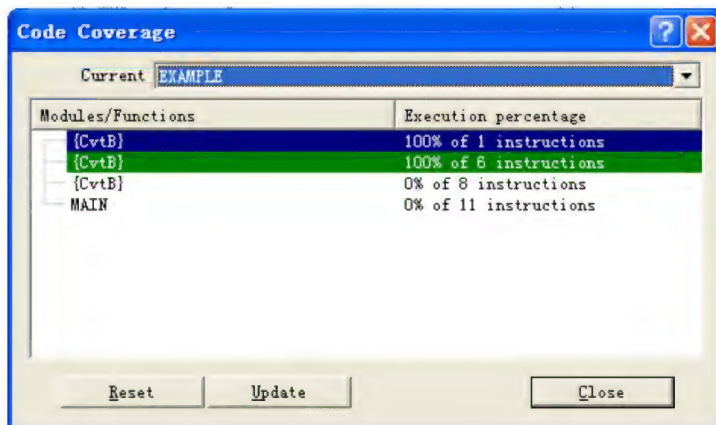 Code Coverage
Current EXAMPLE
Modules/Functions Execution percentage
{CvtB} 100% of 1 instructions
{CvtB} 100% of 6 instructions
{CvtB} 0% of 8 instructions
MAIN 0% of 11 instructions
Reset Update Close